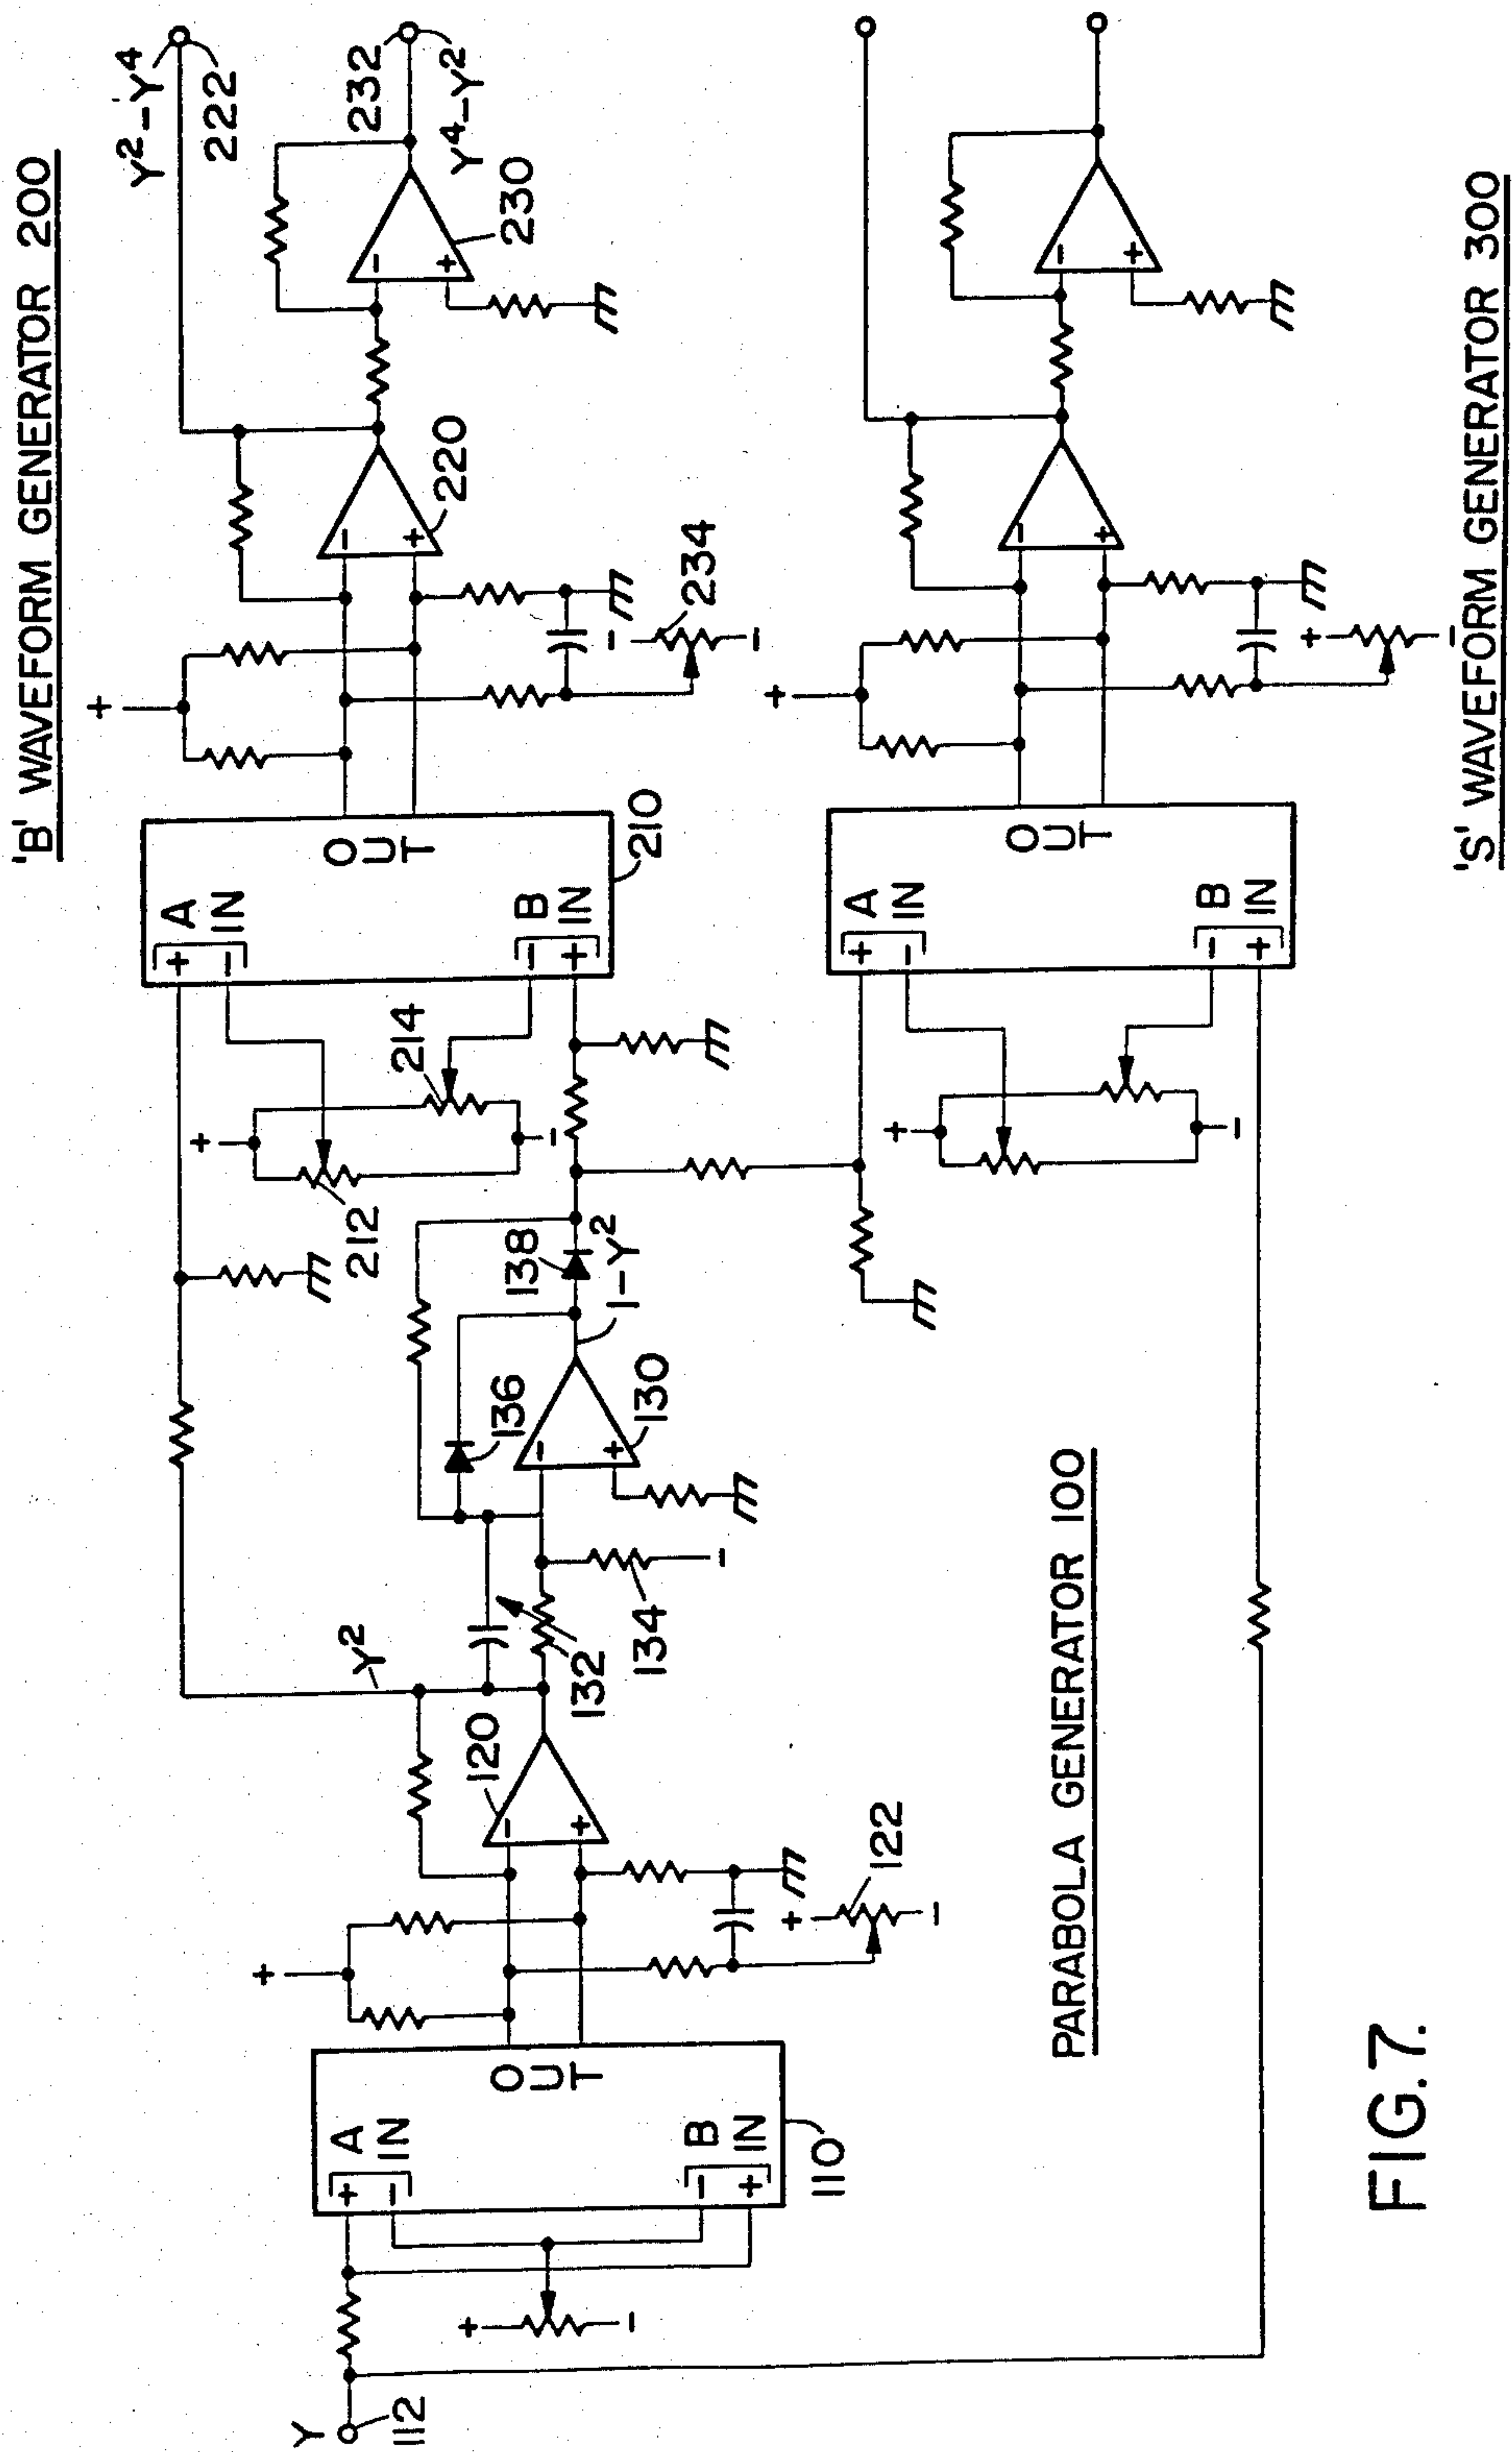 'B' WAVEFORM GENERATOR 200
Y²-Y⁴
222
232
Y⁴-Y²
230
220
234
+
-
+
-
+
-
-
A
IN
+
-
OUT
B
IN
-
+
210
214
+
-
212
138
1-Y²
136
130
-
+
134
-
132
Y²
120
-
+
122
+
-
+
A
IN
+
-
OUT
B
IN
-
+
110
+
-
Y
112
PARABOLA GENERATOR 100
-
+
-
+
+
+
-
A
IN
+
-
OUT
B
IN
-
+
+
-
'S' WAVEFORM GENERATOR 300
FIG.7.